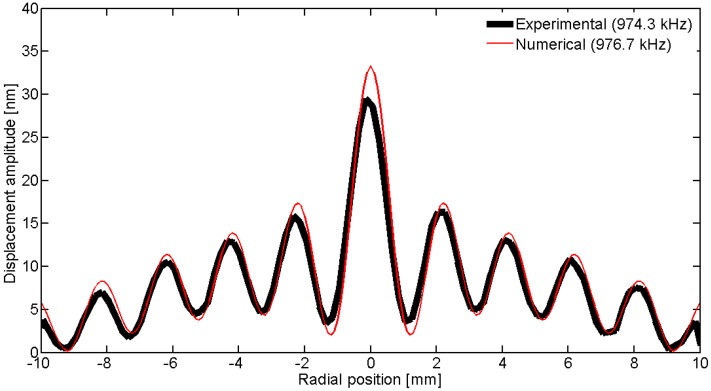 40
35
30
25
20
15
10
5
0
Displacement amplitude [nm]
Experimental (974.3 kHz)
Numerical (976.7 kHz)
-10 -8 -6 -4 -2 0 2 4 6 8 10
Radial position [mm]